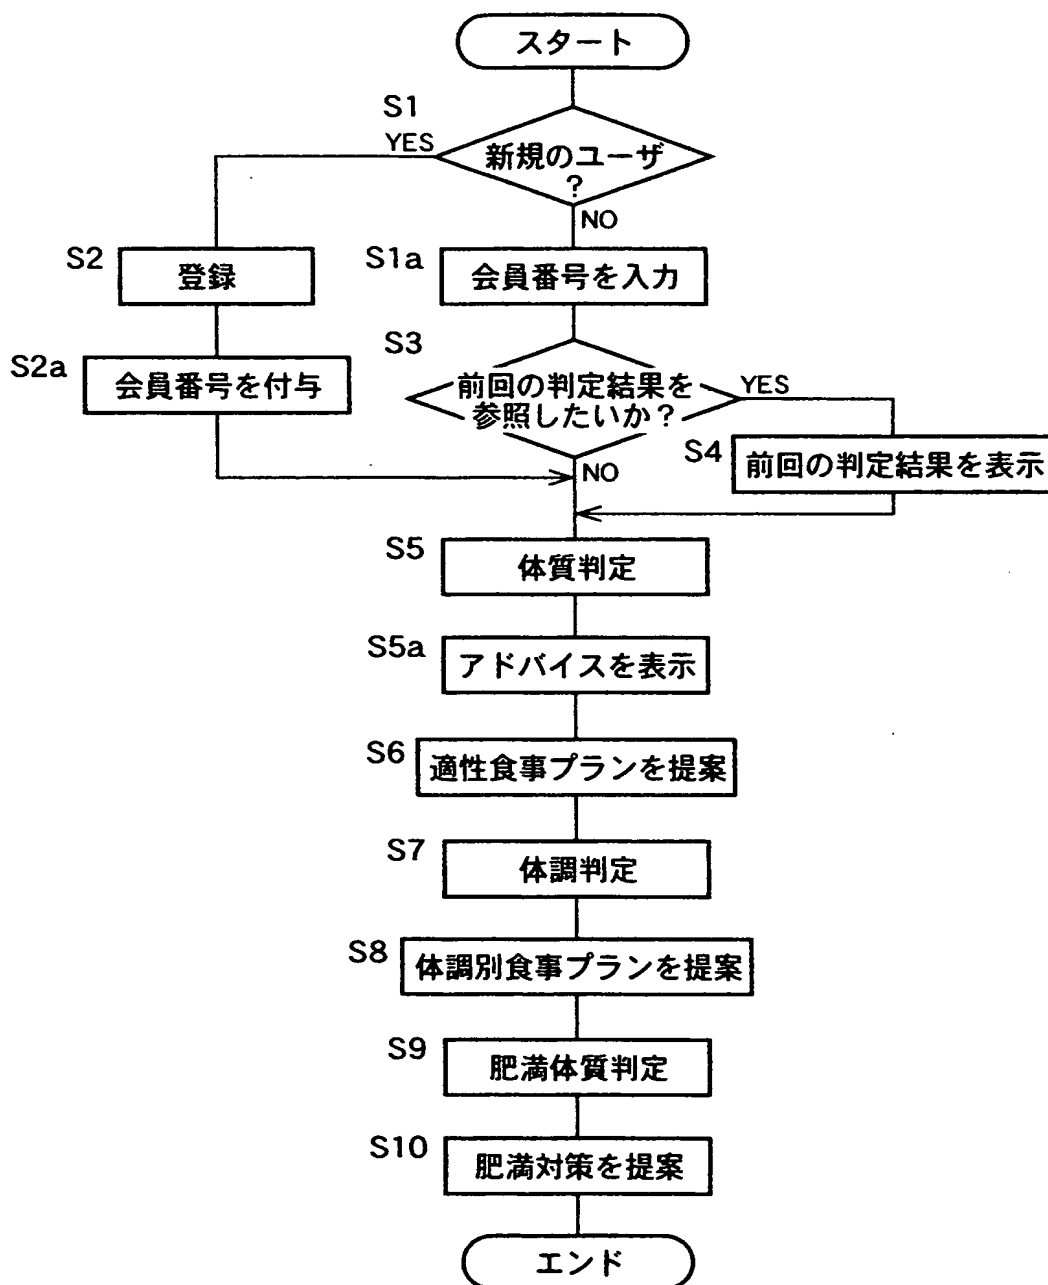 スタート
S1
YES
新規のユーザ
?
NO
S2
登録
S1a
会員番号を入力
S2a
会員番号を付与
S3
前回の判定結果を
参照したいか?
YES
S4
前回の判定結果を表示
NO
S5
体質判定
S5a
アドバイスを表示
S6
適性食事プランを提案
S7
体調判定
S8
体調別食事プランを提案
S9
肥満体質判定
S10
肥満対策を提案
エンド